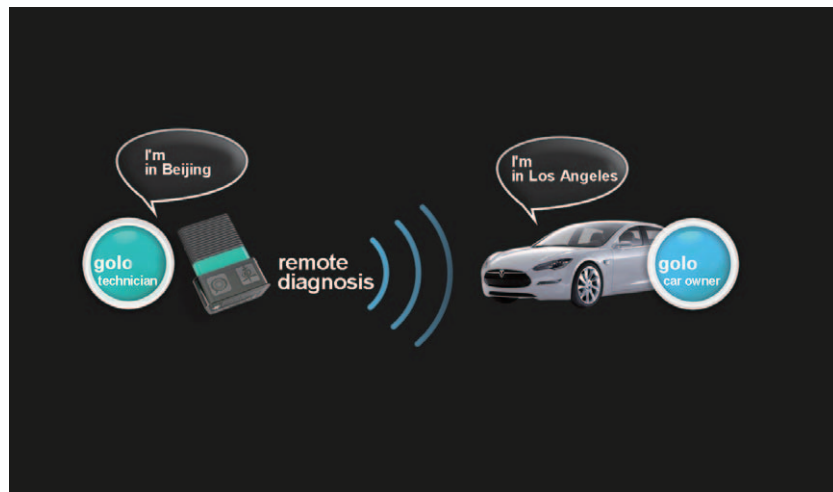 I'm
in Beijing
golo
technician
remote
diagnosis
I'm
in Los Angeles
golo
car owner